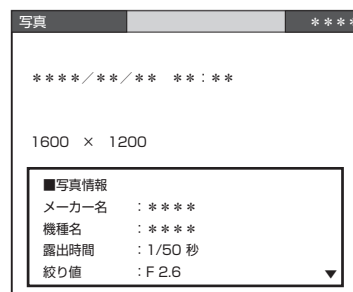 写真 ＊＊＊＊
＊＊＊＊／＊＊／＊＊ ＊＊：＊＊
1600 × 1200
■写真情報
メーカー名 ：＊＊＊＊
機種名 ：＊＊＊＊
露出時間 ：1/50 秒
絞り値 ：F 2.6 ▼